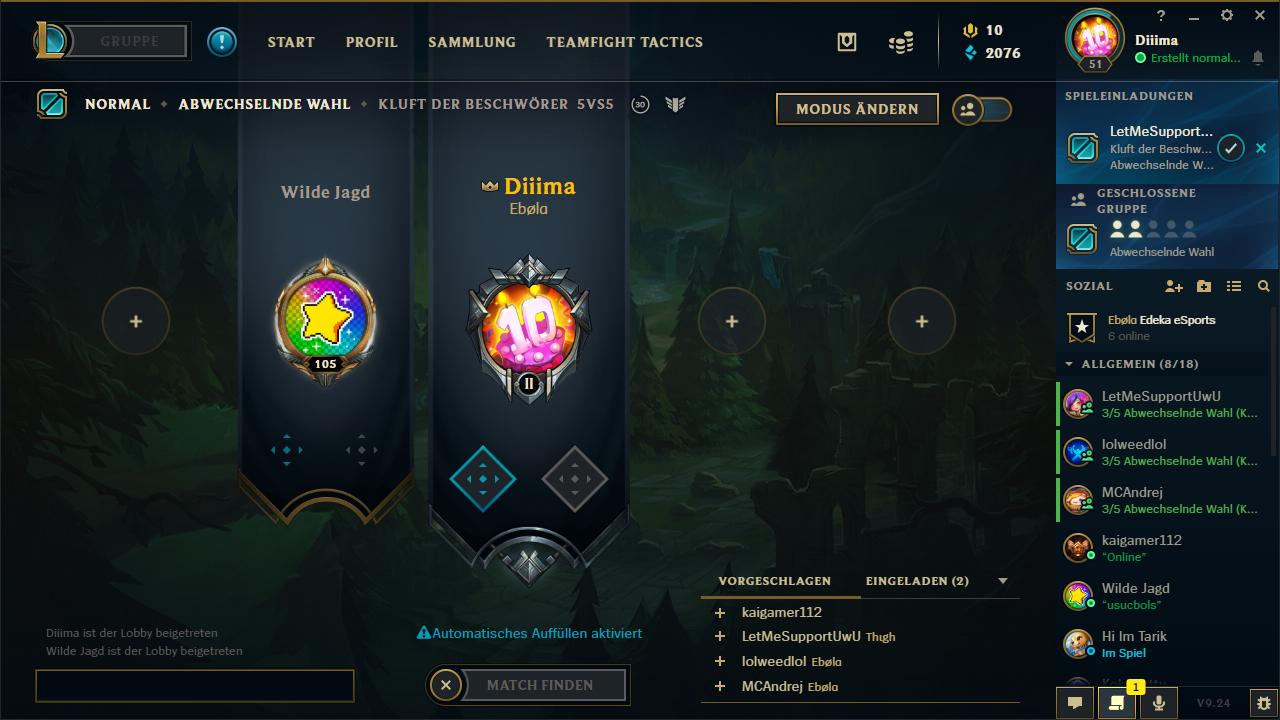 GRUPPE
START
PROFIL
SAMMLUNG
TEAMFIGHT TACTICS
10
2076
?
Diiima
51
Erstellt normal...
NORMAL
ABWECHSELNDE WAHL
KLUFT DER BESCHWÖRER 5VS5
30
MODUS ÄNDERN
SPIELEINLADUNGEN
LetMeSupport...
Kluft der Beschw...
Abwechselnde W...
GESCHLOSSENE
GRUPPE
Abwechselnde Wahl
Wilde Jagd
105
Diiima
Ebøla
10
II
SOZIAL
Ebøla Edeka eSports
6 online
ALLGEMEIN (8/18)
LetMeSupportUwU
3/5 Abwechselnde Wahl (K...
lolweedlol
3/5 Abwechselnde Wahl (K...
MCAndrej
3/5 Abwechselnde Wahl (K...
kaigamer112
“Online”
Wilde Jagd
“usucbols”
Hi Im Tarik
Im Spiel
VORGESCHLAGEN
EINGELADEN (2)
kaigamer112
LetMeSupportUwU Thıgh
lolweedlol Ebøla
MCAndrej Ebøla
Diiima ist der Lobby beigetreten
Wilde Jagd ist der Lobby beigetreten
Automatisches Auffüllen aktiviert
MATCH FINDEN
1
V9.24